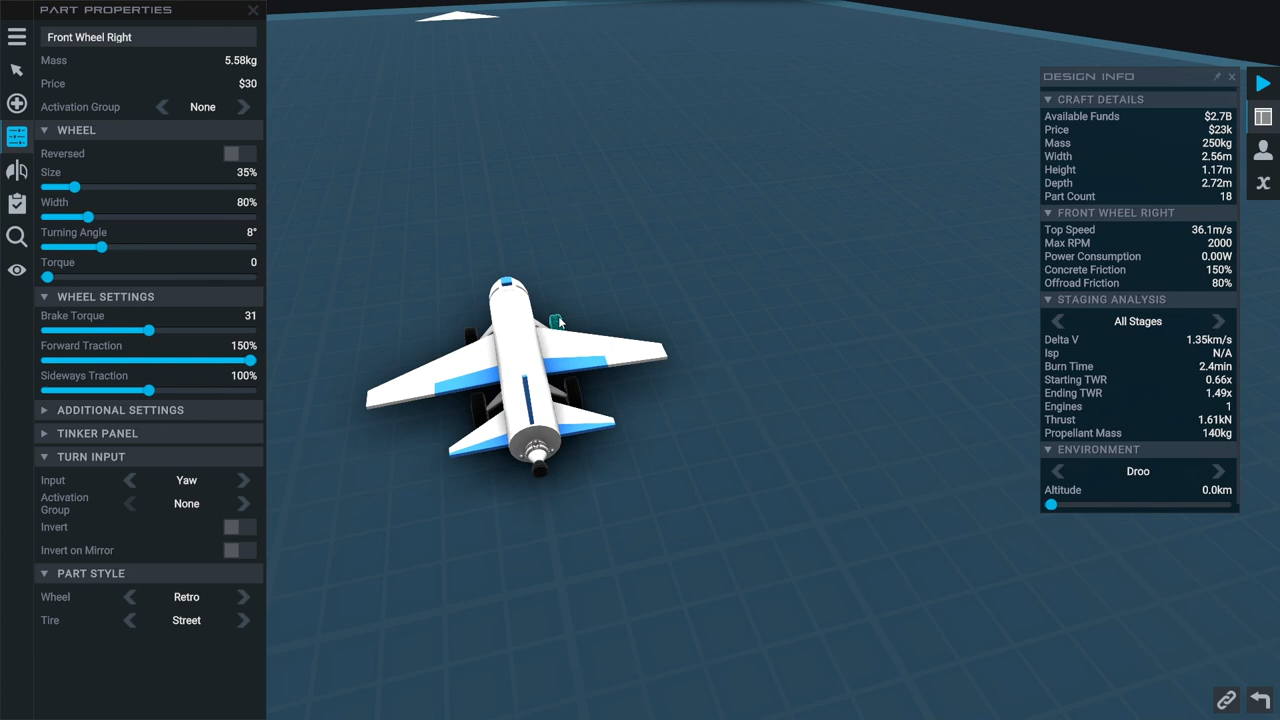 PART PROPERTIES
Front Wheel Right
Mass 5.58kg
Price $30
Activation Group None
WHEEL
Reversed
Size 35%
Width 80%
Turning Angle 8°
Torque 0
WHEEL SETTINGS
Brake Torque 31
Forward Traction 150%
Sideways Traction 100%
ADDITIONAL SETTINGS
TINKER PANEL
TURN INPUT
Input Yaw
Activation
Group None
Invert
Invert on Mirror
PART STYLE
Wheel Retro
Tire Street
DESIGN INFO
CRAFT DETAILS
Available Funds $2.7B
Price $23k
Mass 250kg
Width 2.56m
Height 1.17m
Depth 2.72m
Part Count 18
FRONT WHEEL RIGHT
Top Speed 36.1m/s
Max RPM 2000
Power Consumption 0.00W
Concrete Friction 150%
Offroad Friction 80%
STAGING ANALYSIS
All Stages
Delta V 1.35km/s
Isp N/A
Burn Time 2.4min
Starting TWR 0.66x
Ending TWR 1.49x
Engines 1
Thrust 1.61kN
Propellant Mass 140kg
ENVIRONMENT
Droo
Altitude 0.0km